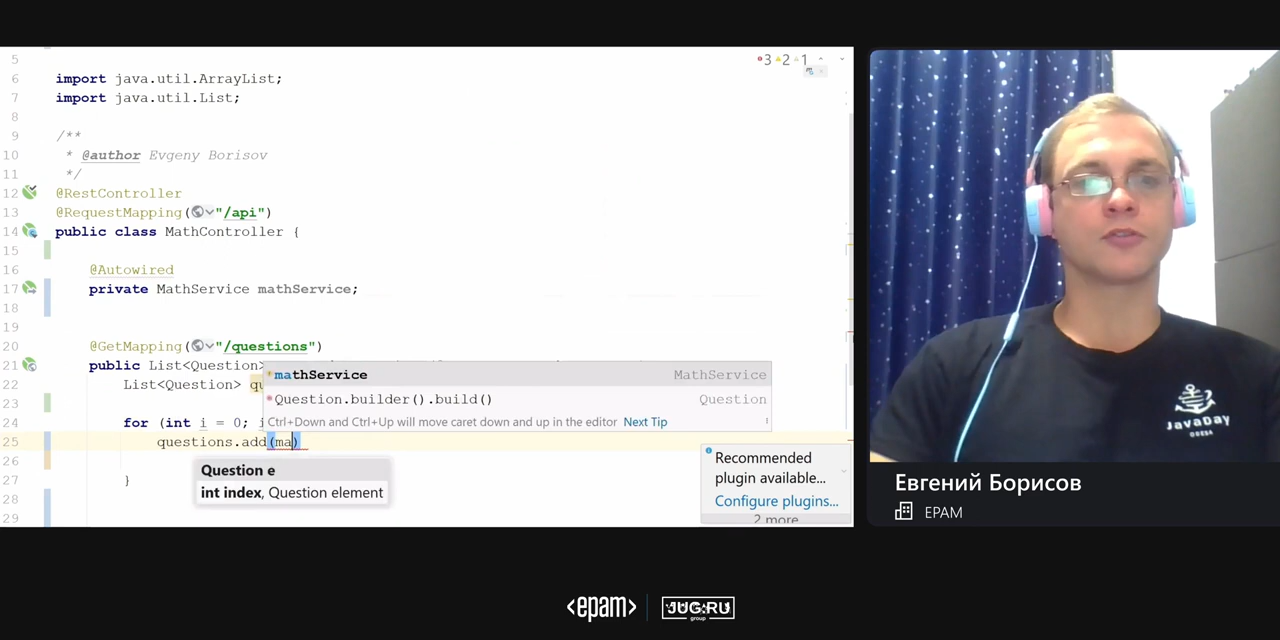 5
3 2 1
6 import java.util.ArrayList;
7 import java.util.List;
8
9 /**
10 * @author Evgeny Borisov
11 */
12 @RestController
13 @RequestMapping("/api")
14 public class MathController {
15
16 @Autowired
17 private MathService mathService;
18
19
20 @GetMapping("/questions")
21 public List<Question>
22 List<Question> qu
23
24 for (int i = 0; i
25 questions.add(ma)
26
27 }
28
29
mathService MathService
Question.builder().build() Question
Ctrl+Down and Ctrl+Up will move caret down and up in the editor Next Tip
Question e
int index, Question element
Recommended
plugin available...
Configure plugins...
2 more
JavaDay
ODESA
Евгений Борисов
EPAM
<epam> JUG.RU
group